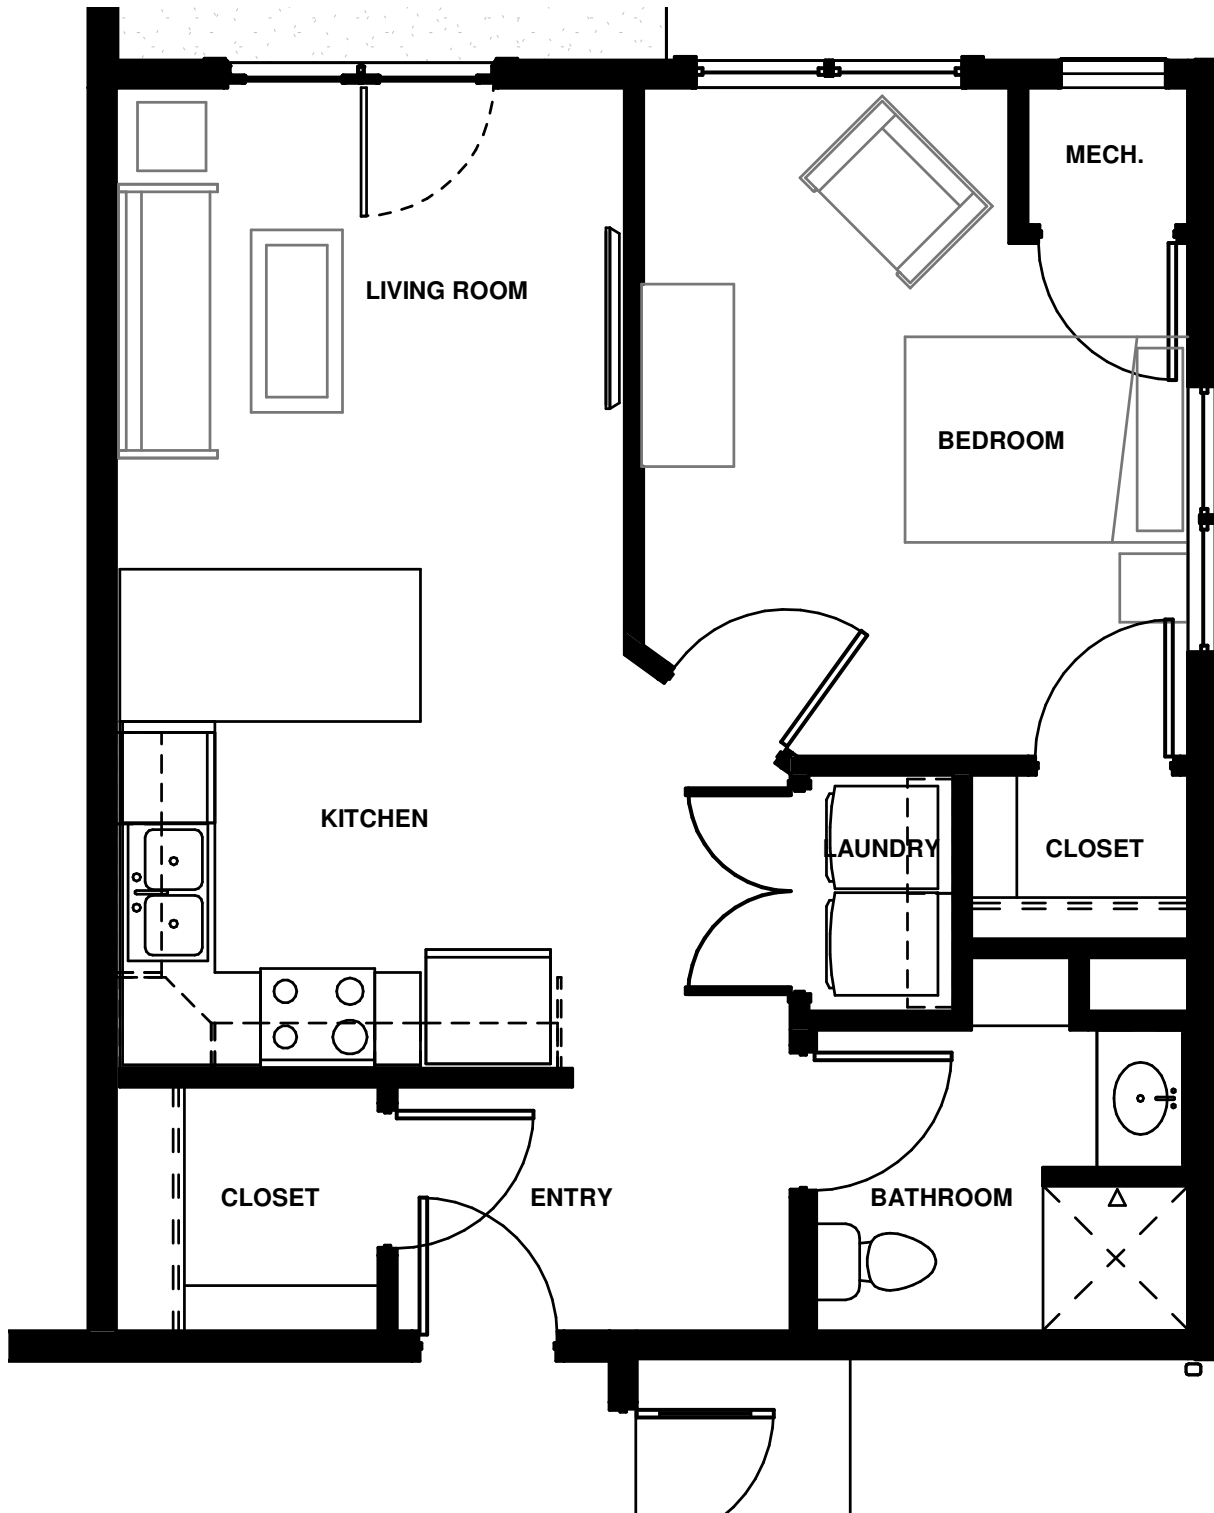 MECH.
LIVING ROOM
BEDROOM
KITCHEN
LAUNDRY
CLOSET
CLOSET
ENTRY
BATHROOM